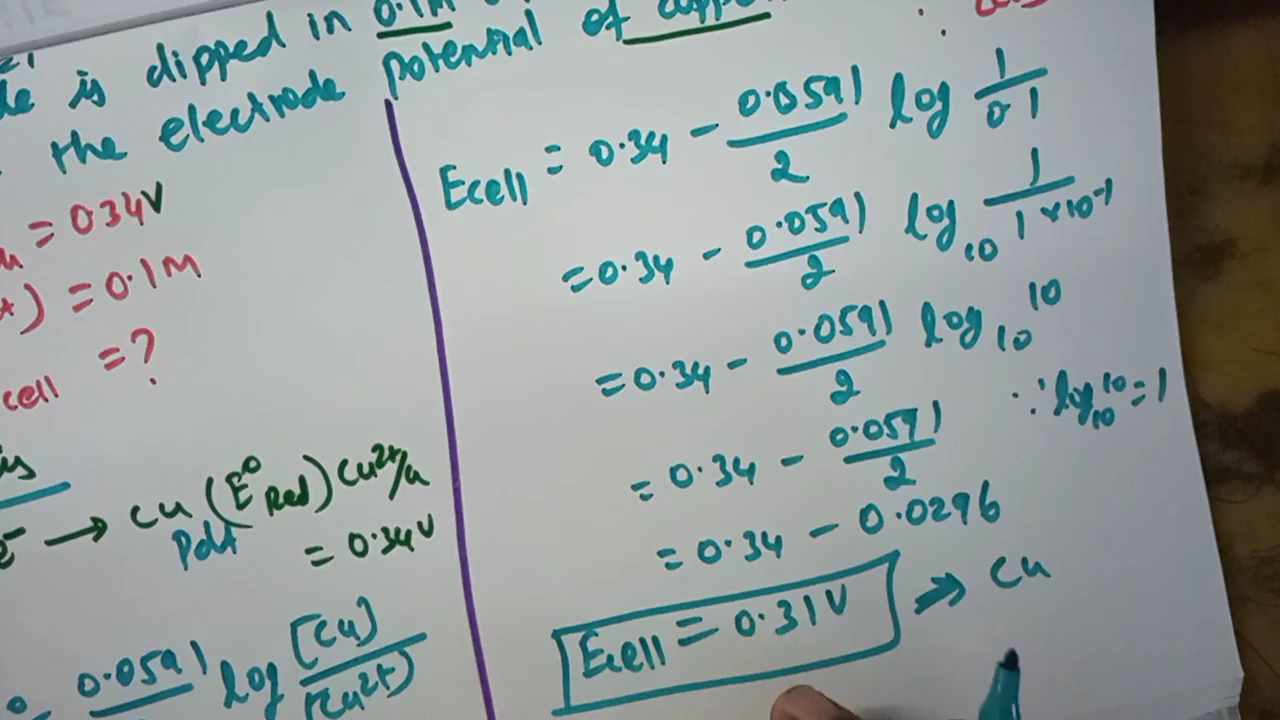 is dipped in 0.1M
the electrode potential of
= 0.34V
= 0.1M
cell = ?
e⁻ → Cu (E° Red) Cu²⁺/Cu
Pdt = 0.34V
0.0591 log [Cu]/(Cu²⁺)
Ecell = 0.34 - 0.0591/2 log 1/0.1
= 0.34 - 0.0591/2 log₁₀ 1/1×10⁻¹
= 0.34 - 0.0591/2 log₁₀ 10
∵ log₁₀ 10 = 1
= 0.34 - 0.0591/2
= 0.34 - 0.0296
Ecell = 0.31V → Cu